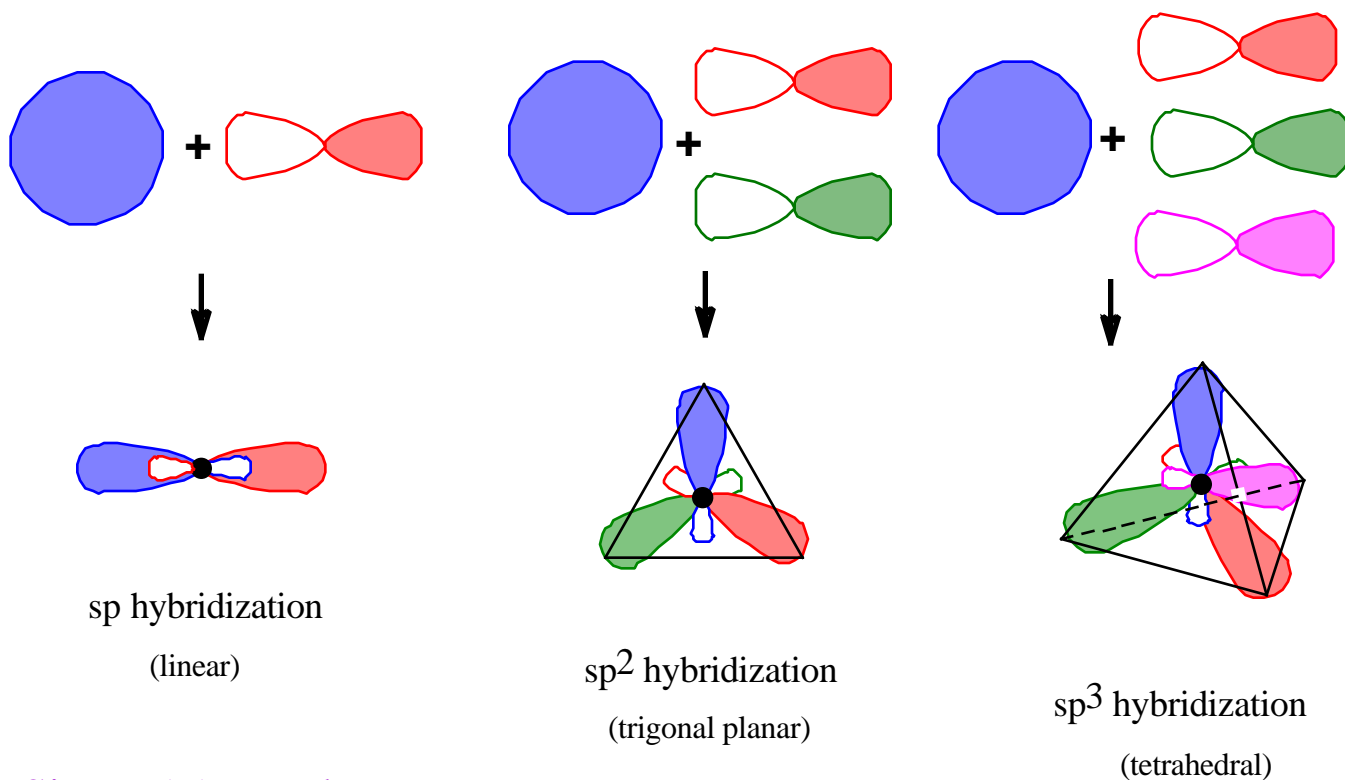 +
+
+
sp hybridization
(linear)
sp2 hybridization
(trigonal planar)
sp3 hybridization
(tetrahedral)